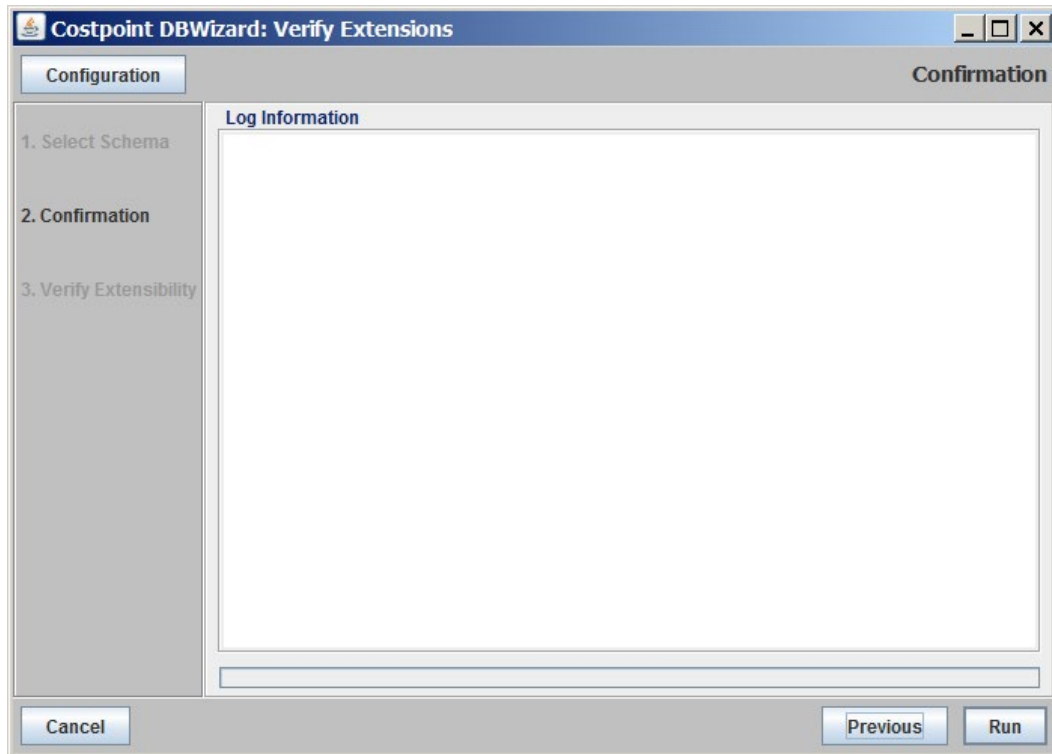 Costpoint DBWizard: Verify Extensions
Configuration
Confirmation
Log Information
1. Select Schema
2. Confirmation
3. Verify Extensibility
Cancel
Previous
Run